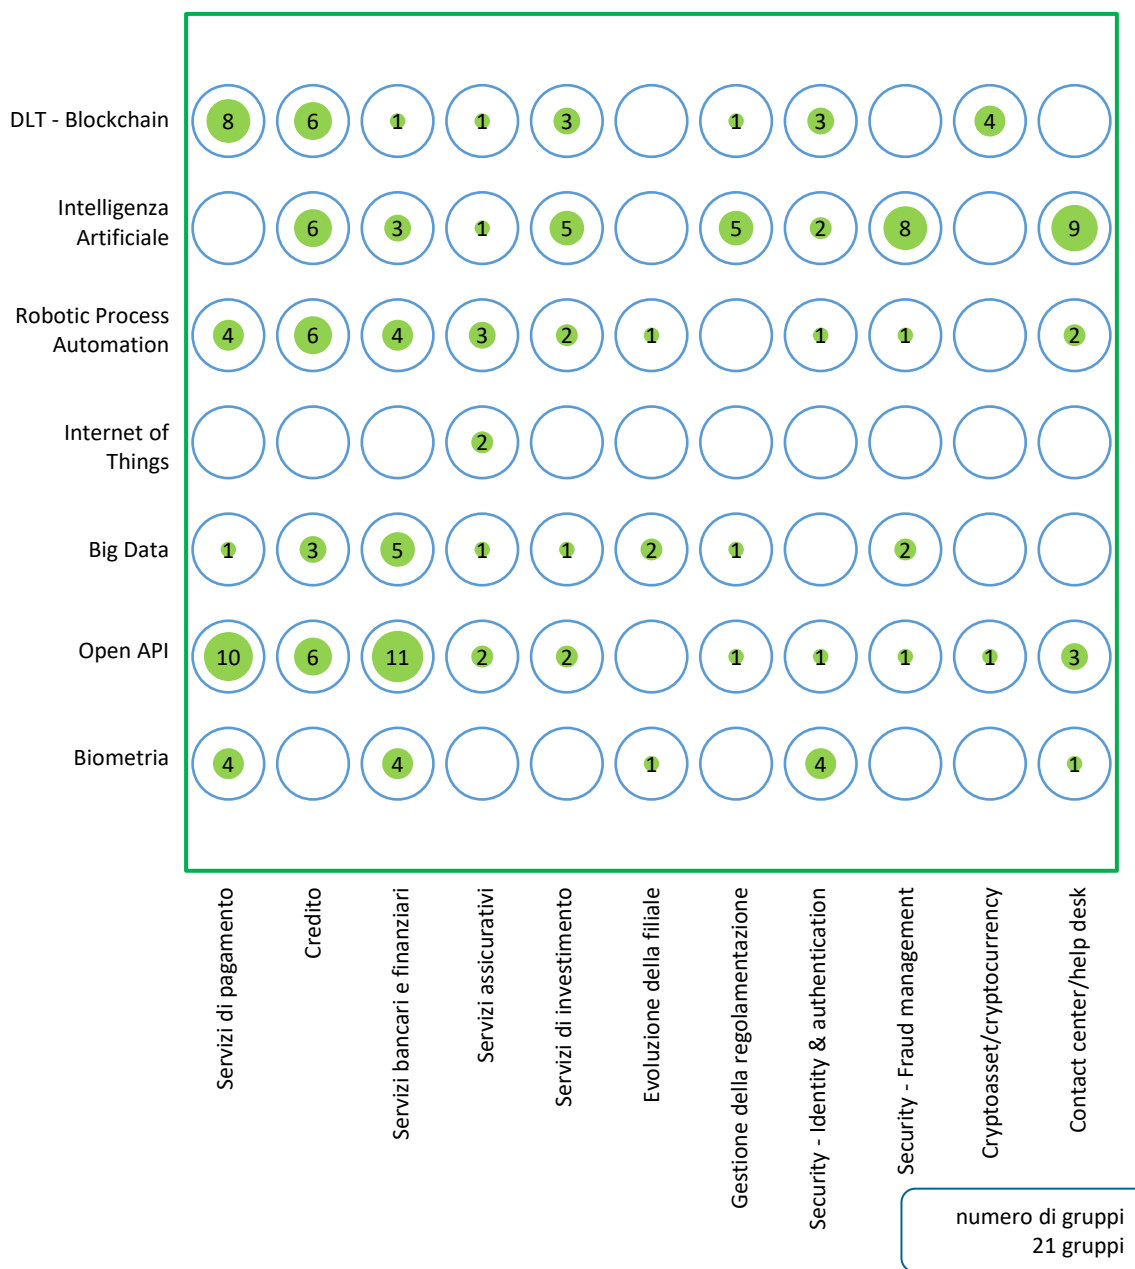 DLT - Blockchain
8 6 1 1 3 1 3 4
Intelligenza
Artificiale
6 3 1 5 5 2 8 9
Robotic Process
Automation
4 6 4 3 2 1 1 1 2
Internet of
Things
2
Big Data
1 3 5 1 1 2 1 2
Open API
10 6 11 2 2 1 1 1 1 3
Biometria
4 4 1 4 1
Servizi di pagamento
Credito
Servizi bancari e finanziari
Servizi assicurativi
Servizi di investimento
Evoluzione della filiale
Gestione della regolamentazione
Security - Identity & authentication
Security - Fraud management
Cryptoasset/cryptocurrency
Contact center/help desk
numero di gruppi
21 gruppi